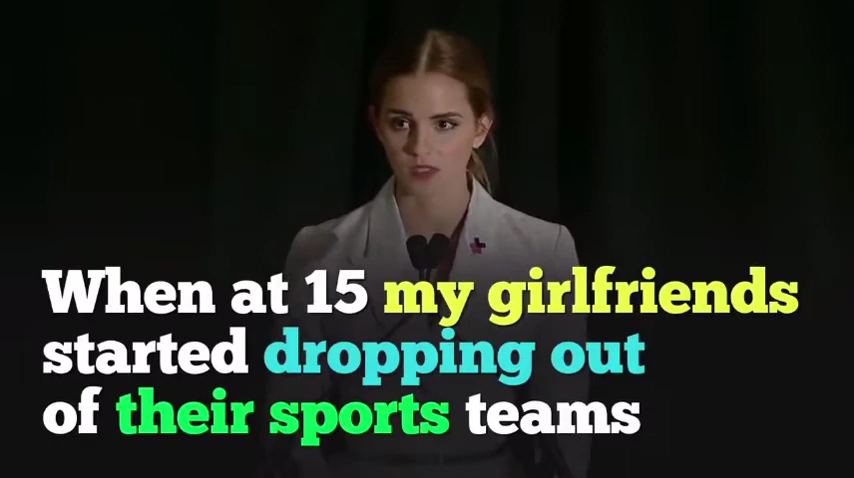 When at 15 my girlfriends
started dropping out
of their sports teams